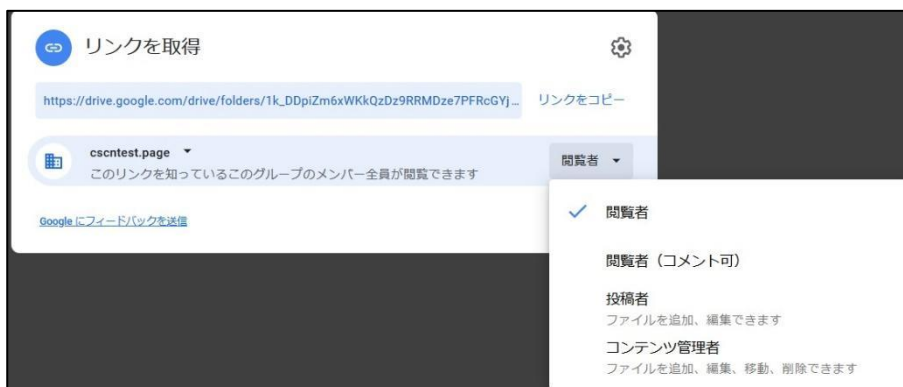 リンクを取得
https://drive.google.com/drive/folders/1k_DDpiZm6xWKkQzDz9RRMDze7PFRcGYj...
リンクをコピー
cscntest.page
このリンクを知っているこのグループのメンバー全員が閲覧できます
閲覧者
Google にフィードバックを送信
閲覧者
閲覧者（コメント可）
投稿者
ファイルを追加、編集できます
コンテンツ管理者
ファイルを追加、編集、移動、削除できます